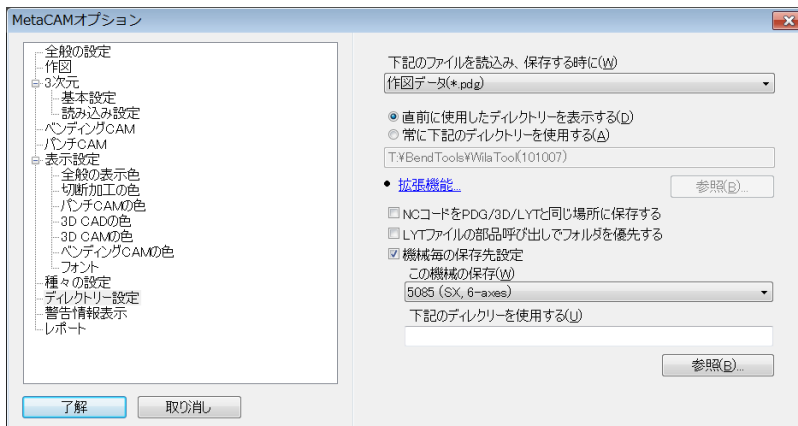 MetaCAMオプション
全般の設定
作図
3次元
基本設定
読み込み設定
ベンディングCAM
パンチCAM
表示設定
全般の表示色
切断加工の色
パンチCAMの色
3D CADの色
3D CAMの色
ベンディングCAMの色
フォント
種々の設定
ディレクトリー設定
警告情報表示
レポート
了解
取り消し
下記のファイルを読込み、保存する時に(W)
作図データ(*.pdg)
直前に使用したディレクトリーを表示する(D)
常に下記のディレクトリーを使用する(A)
T:¥BendTools¥WilaTool(101007)
拡張機能...
参照(B)...
NCコードをPDG/3D/LYTと同じ場所に保存する
LYTファイルの部品呼び出しでフォルダを優先する
機械毎の保存先設定
この機械の保存(W)
5085 (SX, 6-axes)
下記のディレクリーを使用する(U)
参照(B)...